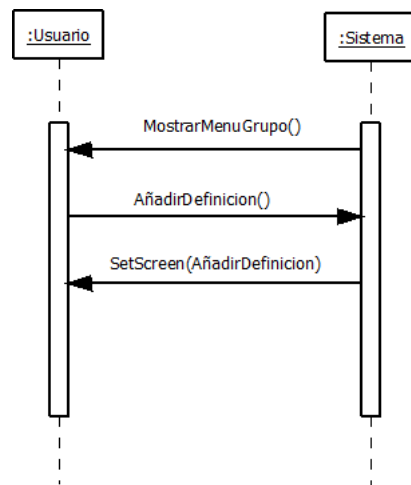 :Usuario
:Sistema
MostrarMenuGrupo()
AñadirDefinicion()
SetScreen(AñadirDefinicion)